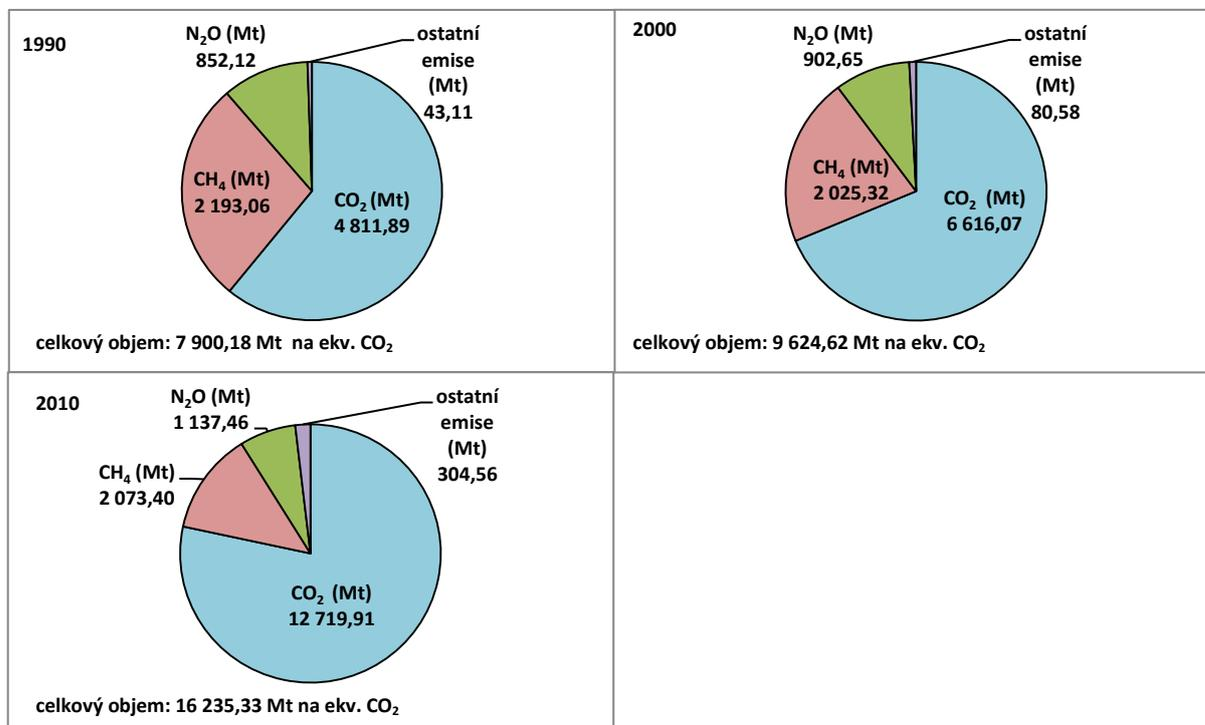 1990
N₂O (Mt)
852,12
ostatní
emise
(Mt)
43,11
CH₄ (Mt)
2 193,06
CO₂ (Mt)
4 811,89
celkový objem: 7 900,18 Mt na ekv. CO₂
2000
N₂O (Mt)
902,65
ostatní
emise
(Mt)
80,58
CH₄ (Mt)
2 025,32
CO₂ (Mt)
6 616,07
celkový objem: 9 624,62 Mt na ekv. CO₂
2010
N₂O (Mt)
1 137,46
ostatní
emise
(Mt)
304,56
CH₄ (Mt)
2 073,40
CO₂ (Mt)
12 719,91
celkový objem: 16 235,33 Mt na ekv. CO₂